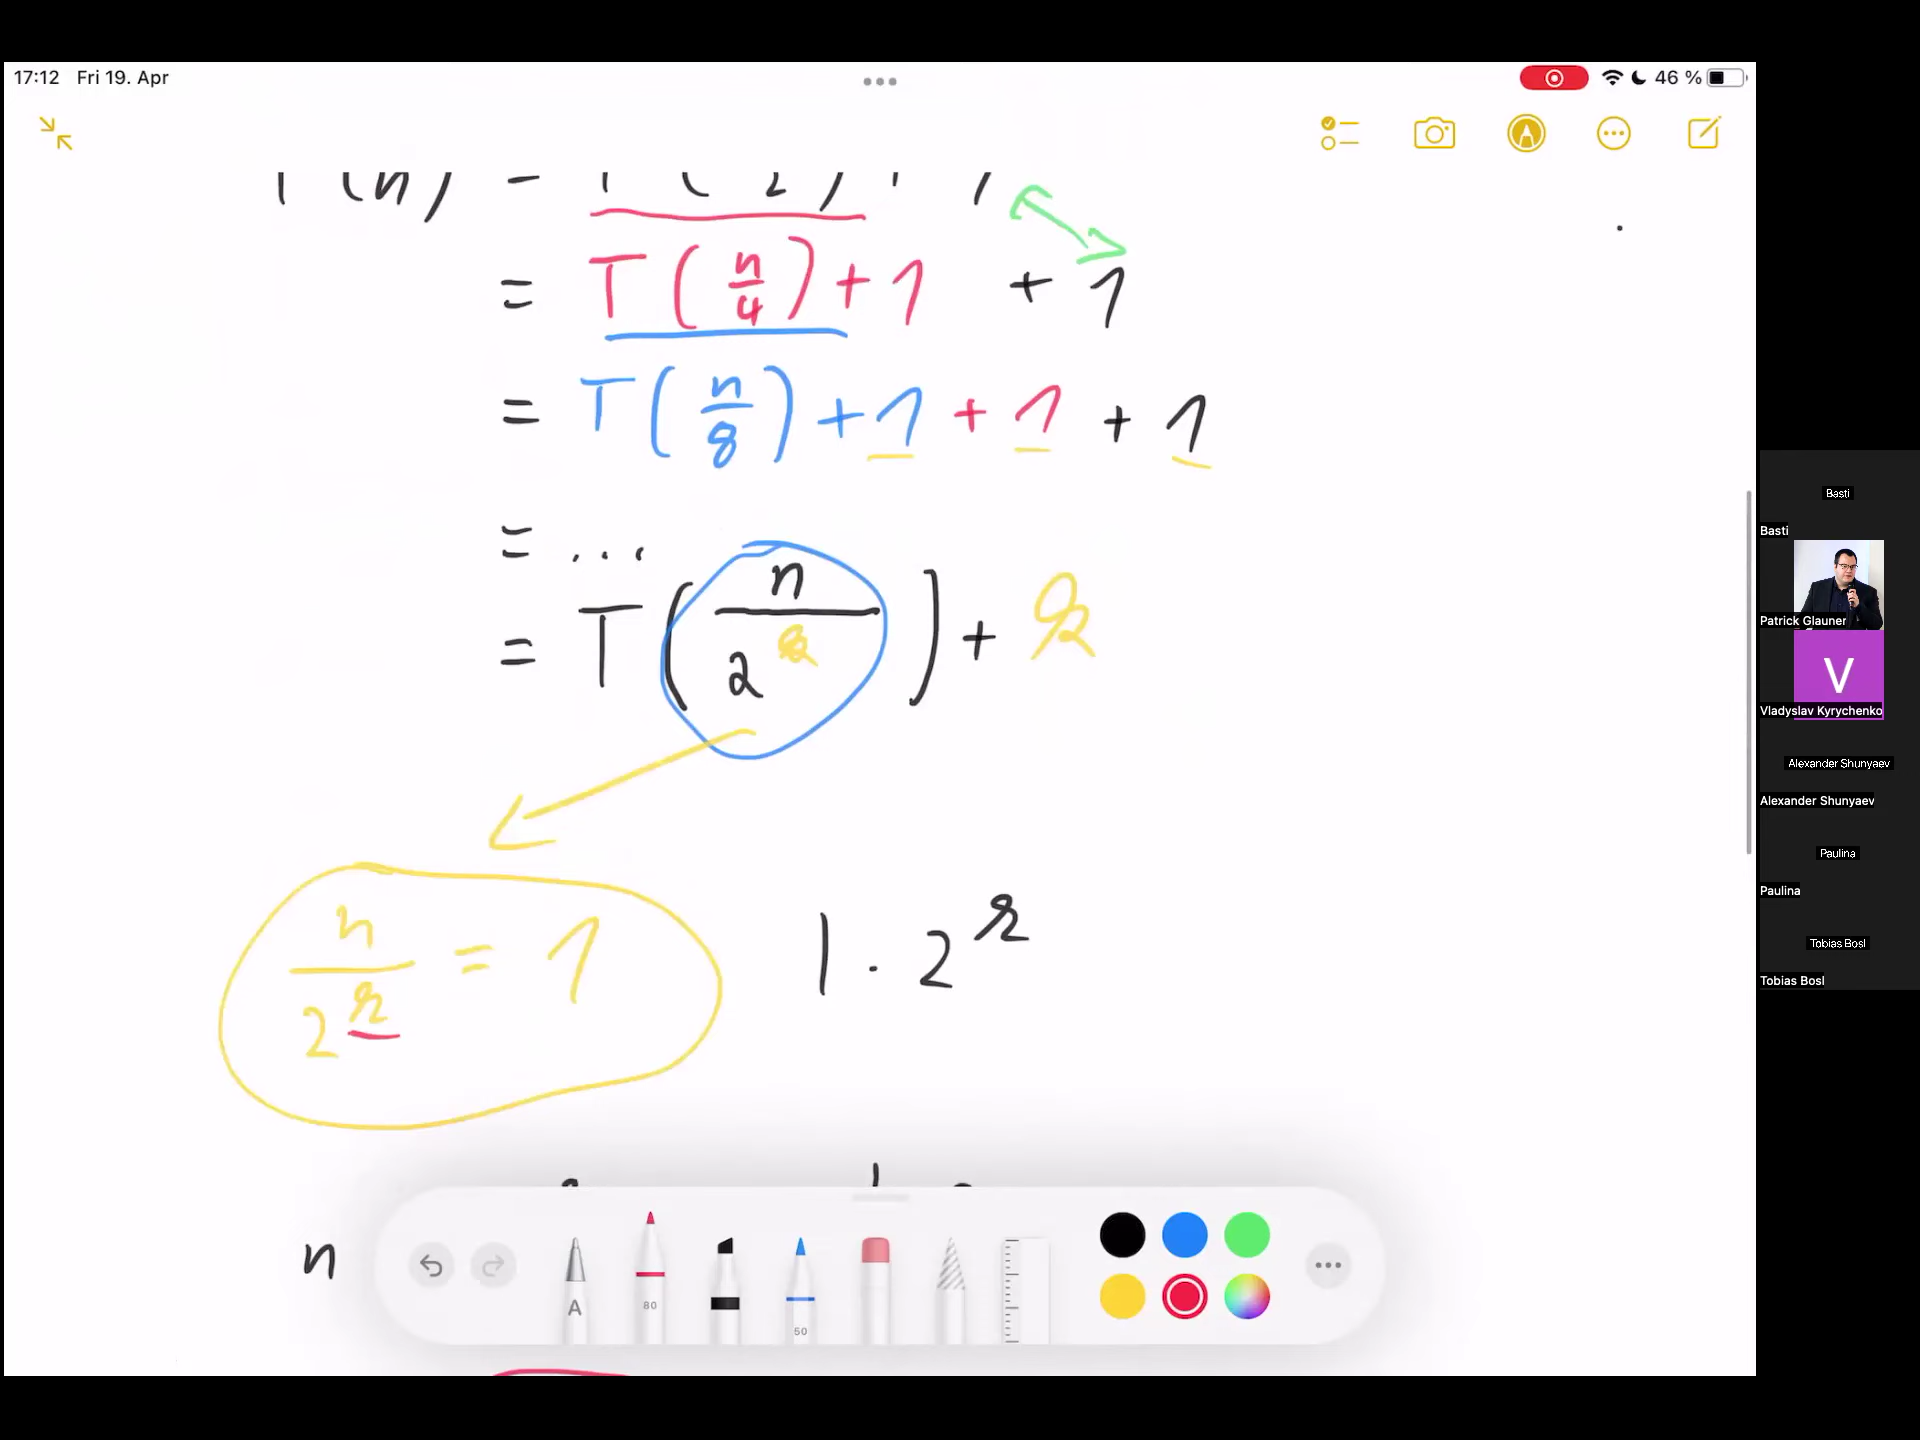 17:12 Fri 19. Apr
46 %
T(n) = T(n/2) + 1
= T(n/4) + 1 + 1
= T(n/8) + 1 + 1 + 1
= ...
= T(n/2^k) + k
n/2^k = 1
| · 2^k
n
A
80
50
Basti
Basti
Patrick Glauner
V
Vladyslav Kyrychenko
Alexander Shunyaev
Alexander Shunyaev
Paulina
Paulina
Tobias Bosl
Tobias Bosl